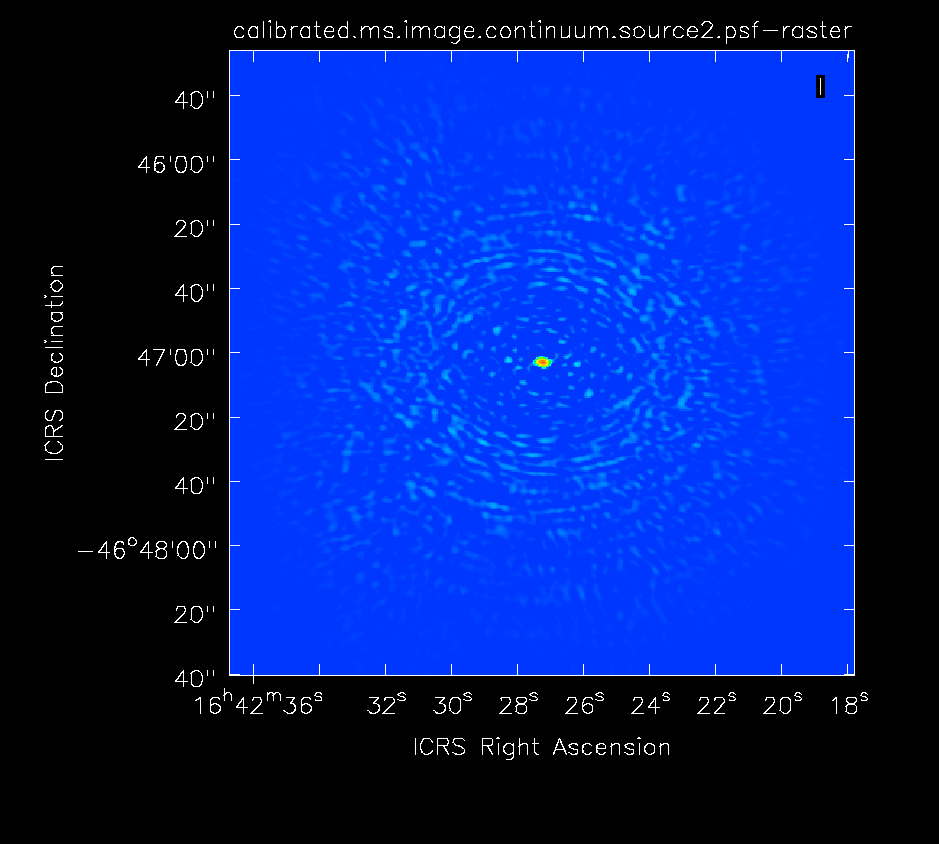 calibrated.ms.image.continuum.source2.psf-raster
I
40"
46'00"
20"
40"
47'00"
20"
40"
-46°48'00"
20"
40"
ICRS Declination
16ʰ42ᵐ36ˢ 32ˢ 30ˢ 28ˢ 26ˢ 24ˢ 22ˢ 20ˢ 18ˢ
ICRS Right Ascension